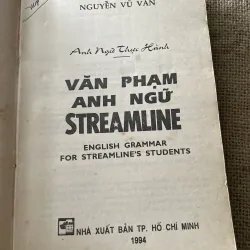 NGUYỄN VŨ VĂN
Anh Ngữ Thực Hành
VĂN PHẠM
ANH NGỮ
STREAMLINE
ENGLISH GRAMMAR
FOR STREAMLINE'S STUDENTS
NHÀ XUẤT BẢN TP. HỒ CHÍ MINH
1994